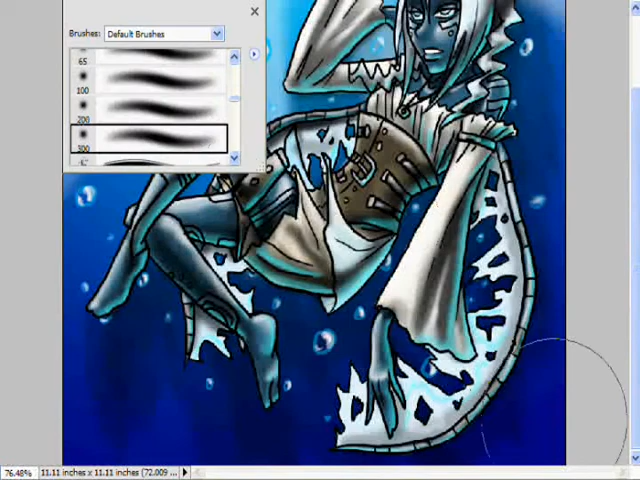 Brushes: Default Brushes
65
100
200
300
76.48% 11.11 inches x 11.11 inches (72.009 ...